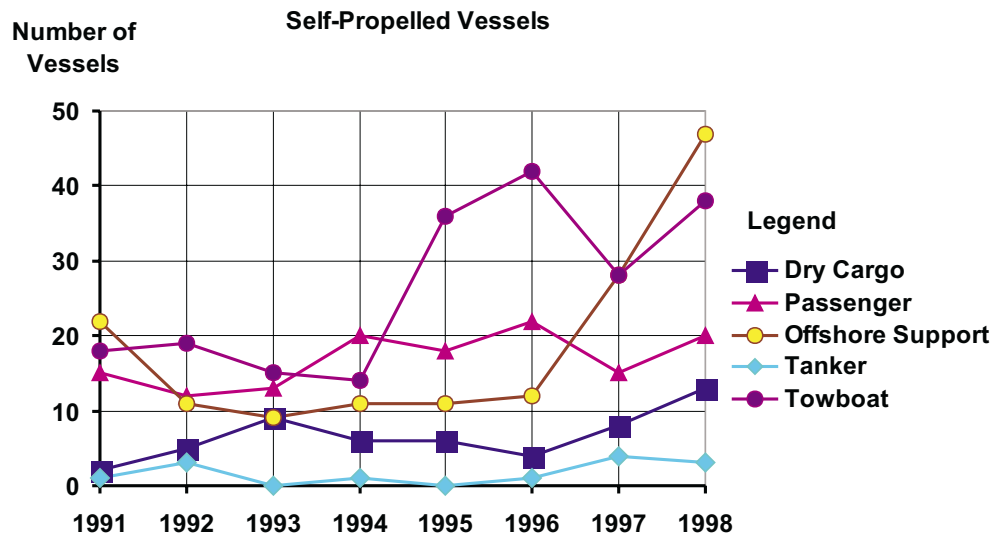 Self-Propelled Vessels
Number of
Vessels
50
40
30
20
10
0
1991 1992 1993 1994 1995 1996 1997 1998
Legend
Dry Cargo
Passenger
Offshore Support
Tanker
Towboat